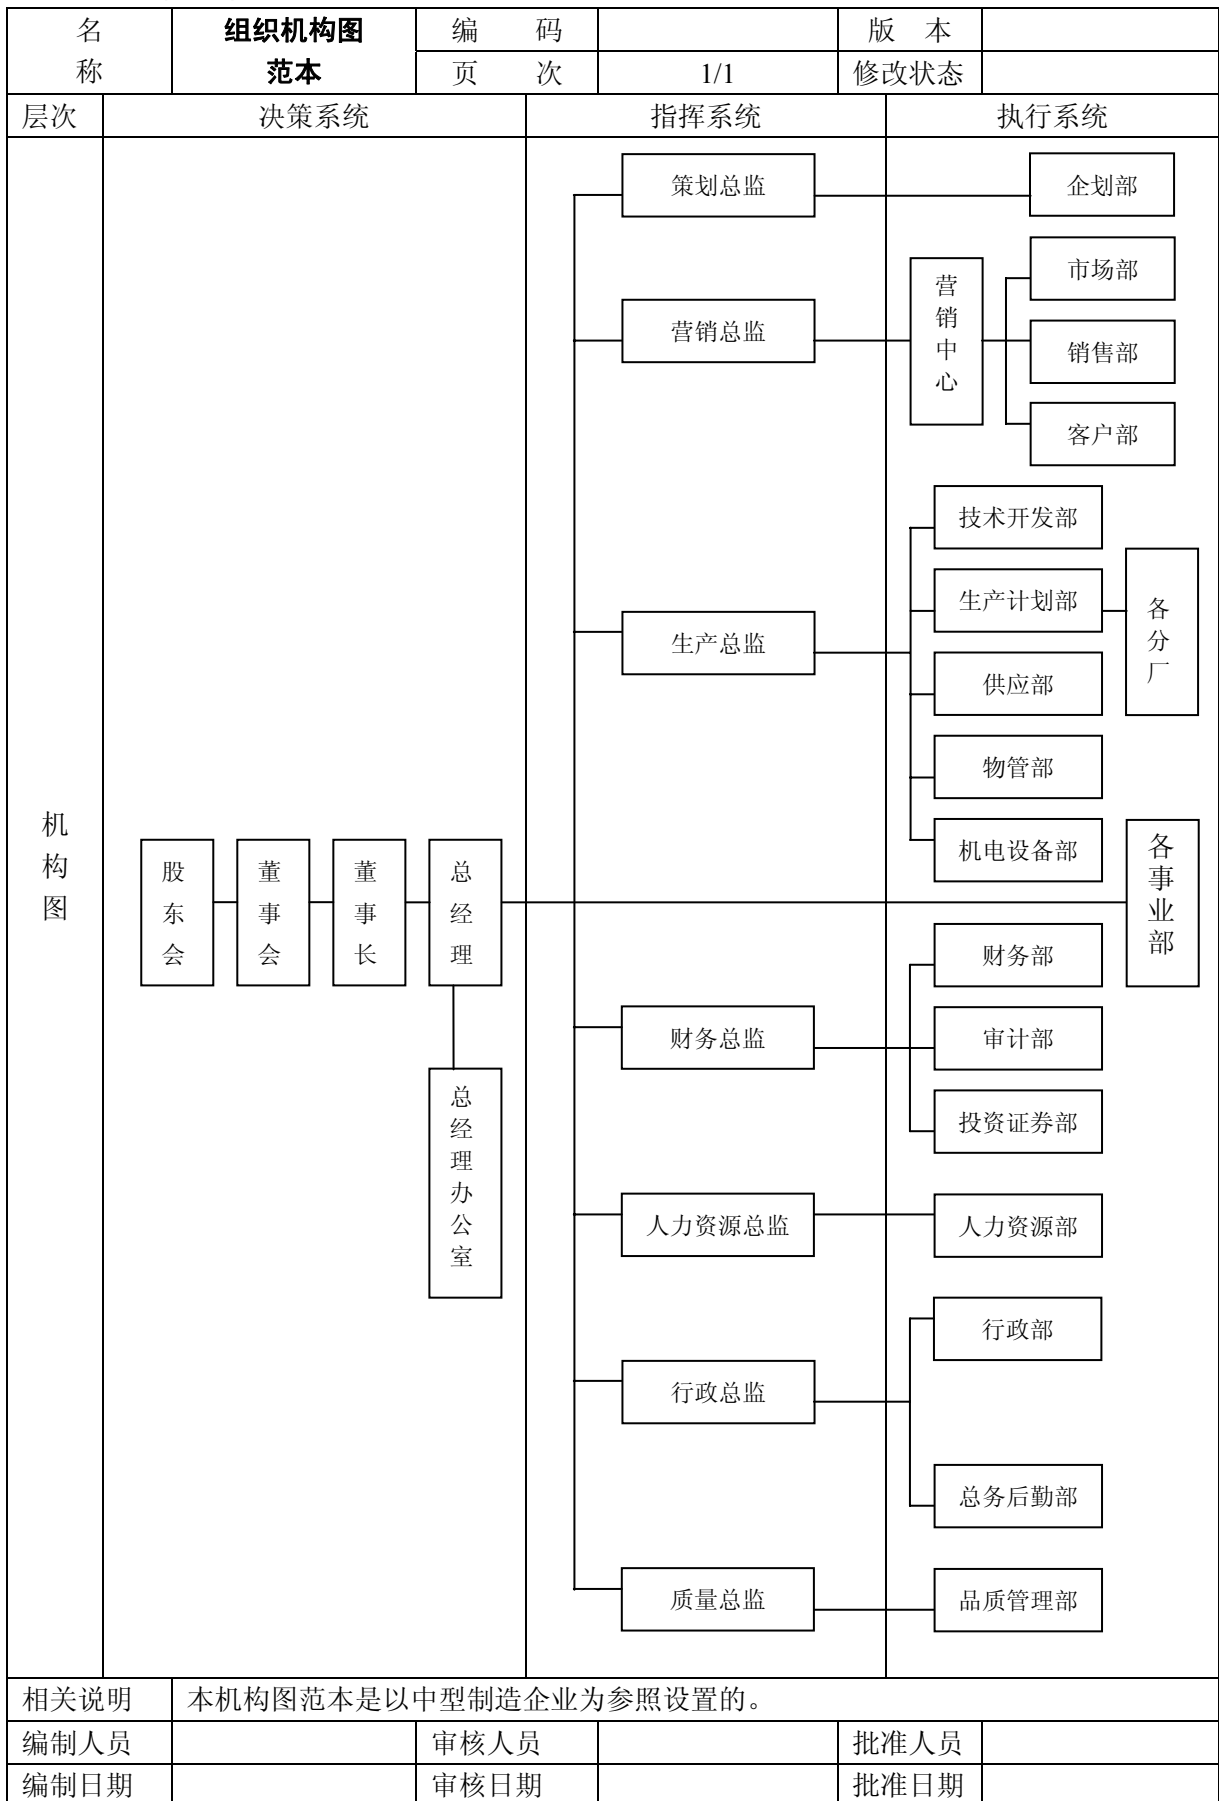 名 组织机构图 编 码 版 本
称 范本 页 次 1/1 修改状态
层次 决策系统 指挥系统 执行系统
策划总监 企划部
市场部
营销中心
营销总监
销售部
客户部
技术开发部
生产计划部
各分厂
生产总监
供应部
物管部
机电设备部
各事业部
机构图
股东会 董事会 董事长 总经理
财务部
财务总监 审计部
总经理办公室
投资证券部
人力资源总监 人力资源部
行政部
行政总监
总务后勤部
质量总监 品质管理部
相关说明 本机构图范本是以中型制造企业为参照设置的。
编制人员 审核人员 批准人员
编制日期 审核日期 批准日期